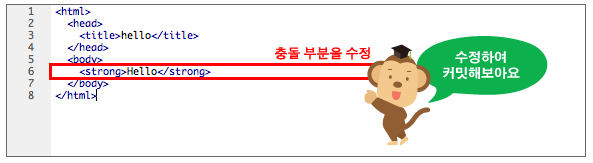 1 <html>
2 <head>
3 <title>hello</title>
4 </head>
충돌 부분을 수정
5 <body>
6 <strong>Hello</strong>
7 </body>
8 </html>
수정하여
커밋해보아요